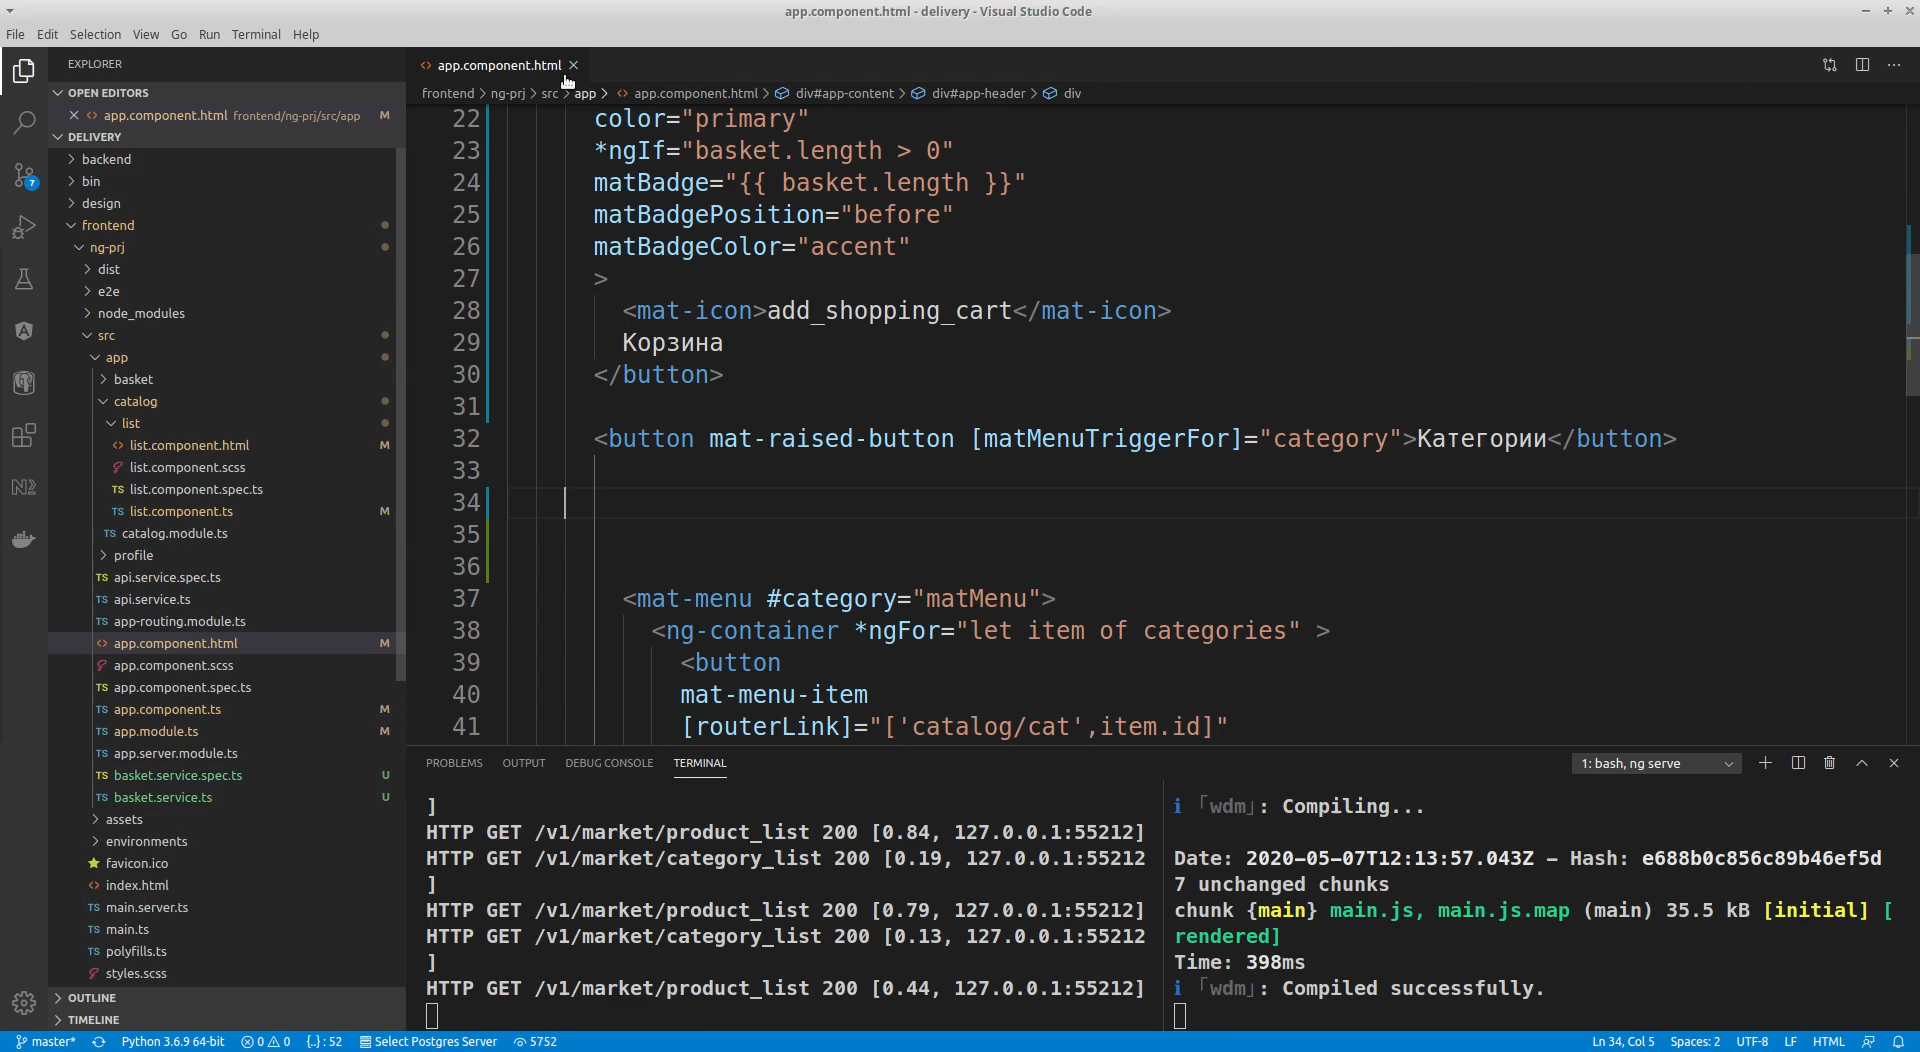 app.component.html - delivery - Visual Studio Code
File Edit Selection View Go Run Terminal Help
EXPLORER
OPEN EDITORS
app.component.html frontend/ng-prj/src/app M
DELIVERY
backend
bin
design
frontend
ng-prj
dist
e2e
node_modules
src
app
basket
catalog
list
list.component.html M
list.component.scss
TS list.component.spec.ts
TS list.component.ts M
TS catalog.module.ts
profile
TS api.service.spec.ts
TS api.service.ts
TS app-routing.module.ts
app.component.html M
app.component.scss
TS app.component.spec.ts
TS app.component.ts M
TS app.module.ts M
TS app.server.module.ts
TS basket.service.spec.ts U
TS basket.service.ts U
assets
environments
favicon.ico
index.html
TS main.server.ts
TS main.ts
TS polyfills.ts
styles.scss
OUTLINE
TIMELINE
7
app.component.html
frontend > ng-prj > src > app > app.component.html > div#app-content > div#app-header > div
22 color="primary"
23 *ngIf="basket.length > 0"
24 matBadge="{{ basket.length }}"
25 matBadgePosition="before"
26 matBadgeColor="accent"
27 >
28 <mat-icon>add_shopping_cart</mat-icon>
29 Корзина
30 </button>
31
32 <button mat-raised-button [matMenuTriggerFor]="category">Категории</button>
33
34
35
36
37 <mat-menu #category="matMenu">
38 <ng-container *ngFor="let item of categories" >
39 <button
40 mat-menu-item
41 [routerLink]="['catalog/cat',item.id]"
PROBLEMS OUTPUT DEBUG CONSOLE TERMINAL
1: bash, ng serve
]
HTTP GET /v1/market/product_list 200 [0.84, 127.0.0.1:55212]
HTTP GET /v1/market/category_list 200 [0.19, 127.0.0.1:55212
]
HTTP GET /v1/market/product_list 200 [0.79, 127.0.0.1:55212]
HTTP GET /v1/market/category_list 200 [0.13, 127.0.0.1:55212
]
HTTP GET /v1/market/product_list 200 [0.44, 127.0.0.1:55212]
ℹ ｢wdm｣: Compiling...
Date: 2020-05-07T12:13:57.043Z - Hash: e688b0c856c89b46ef5d
7 unchanged chunks
chunk {main} main.js, main.js.map (main) 35.5 kB [initial] [
rendered]
Time: 398ms
ℹ ｢wdm｣: Compiled successfully.
master* Python 3.6.9 64-bit 0 0 {..} : 52 Select Postgres Server 5752 Ln 34, Col 5 Spaces: 2 UTF-8 LF HTML